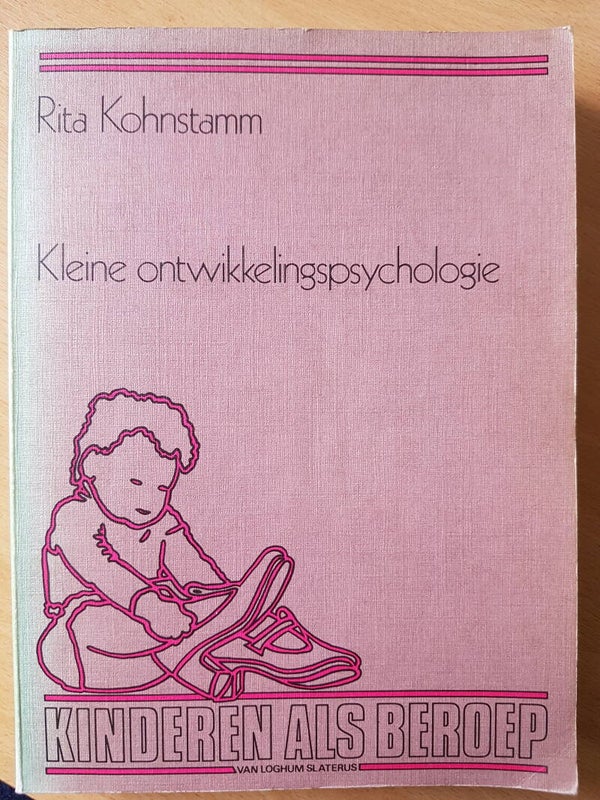 Rita Kohnstamm
Kleine ontwikkelingspsychologie
KINDEREN ALS BEROEP
VAN LOGHUM SLATERUS